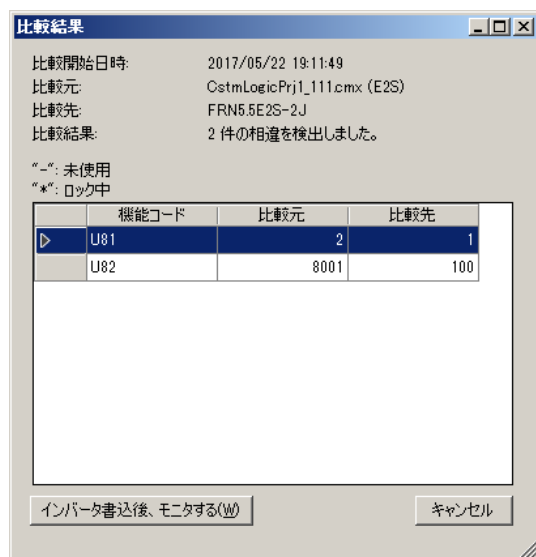 比較結果
比較開始日時: 2017/05/22 19:11:49
比較元: CstmLogicPrj1_111.cmx (E2S)
比較先: FRN5.5E2S-2J
比較結果: 2 件の相違を検出しました。
"-": 未使用
"*": ロック中
機能コード 比較元 比較先
U81 2 1
U82 8001 100
インバータ書込後、モニタする(W) キャンセル